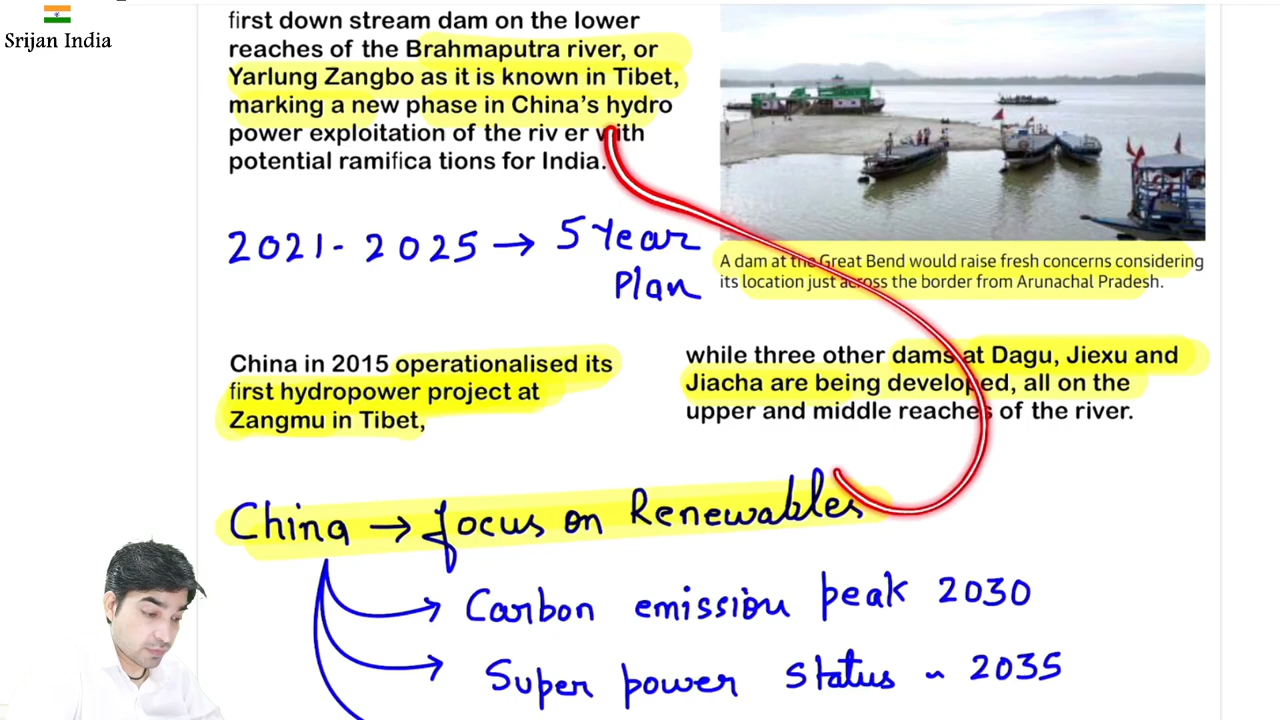 Srijan India
first down stream dam on the lower
reaches of the Brahmaputra river, or
Yarlung Zangbo as it is known in Tibet,
marking a new phase in China's hydro
power exploitation of the riv er with
potential ramifica tions for India.
A dam at the Great Bend would raise fresh concerns considering
its location just across the border from Arunachal Pradesh.
2021 - 2025 → 5 Year
Plan
China in 2015 operationalised its
first hydropower project at
Zangmu in Tibet,
while three other dams at Dagu, Jiexu and
Jiacha are being developed, all on the
upper and middle reaches of the river.
China → focus on Renewables
Carbon emission peak 2030
Super power status ~ 2035